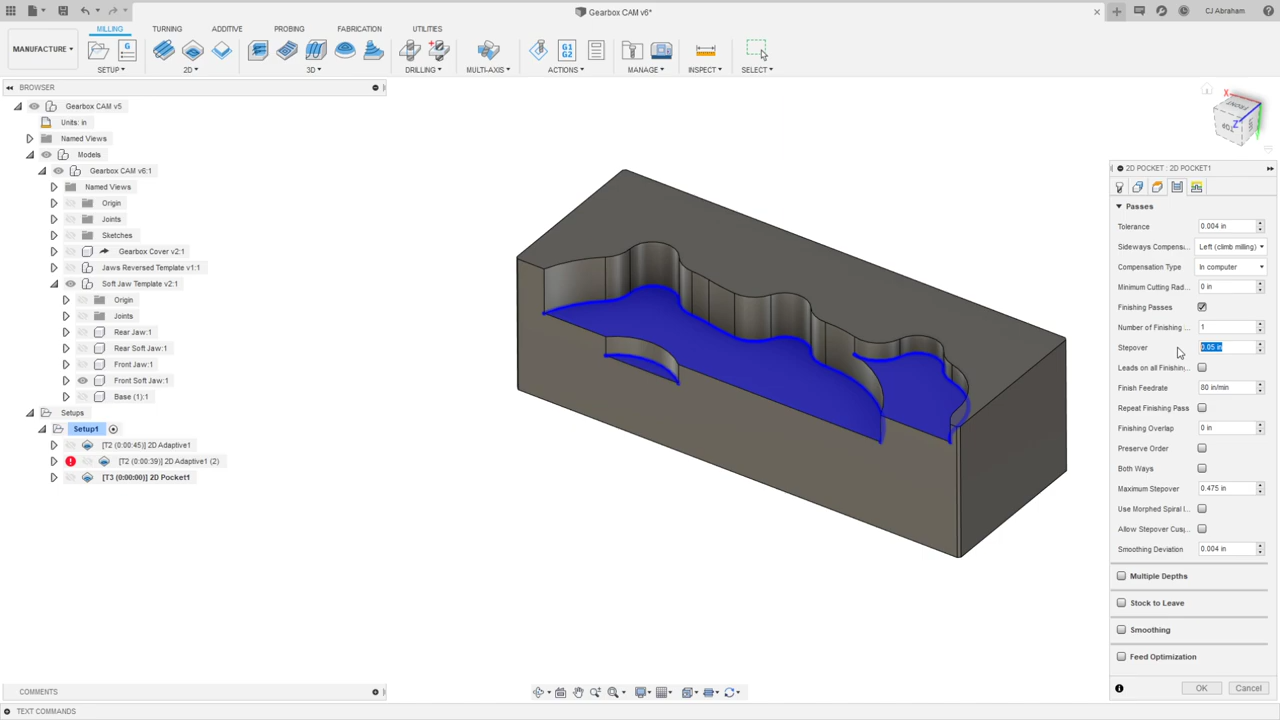 Gearbox CAM v6*
CJ Abraham
MANUFACTURE
MILLING
TURNING
ADDITIVE
PROBING
FABRICATION
UTILITIES
G1 G2
SETUP
2D
3D
DRILLING
MULTI-AXIS
ACTIONS
MANAGE
INSPECT
SELECT
BROWSER
Gearbox CAM v5
Units: in
Named Views
Models
Gearbox CAM v6:1
Named Views
Origin
Joints
Sketches
Gearbox Cover v2:1
Jaws Reversed Template v1:1
Soft Jaw Template v2:1
Origin
Joints
Rear Jaw:1
Rear Soft Jaw:1
Front Jaw:1
Front Soft Jaw:1
Base (1):1
Setups
Setup1
[T2 (0:00:45)] 2D Adaptive1
[T2 (0:00:39)] 2D Adaptive1 (2)
[T3 (0:00:00)] 2D Pocket1
X
Z
FRONT
TOP
2D POCKET : 2D POCKET1
Passes
Tolerance 0.004 in
Sideways Compensa... Left (climb milling)
Compensation Type In computer
Minimum Cutting Rad... 0 in
Finishing Passes
Number of Finishing ... 1
Stepover 0.05 in
Leads on all Finishing...
Finish Feedrate 80 in/min
Repeat Finishing Pass
Finishing Overlap 0 in
Preserve Order
Both Ways
Maximum Stepover 0.475 in
Use Morphed Spiral I...
Allow Stepover Cusp...
Smoothing Deviation 0.004 in
Multiple Depths
Stock to Leave
Smoothing
Feed Optimization
OK Cancel
COMMENTS
TEXT COMMANDS